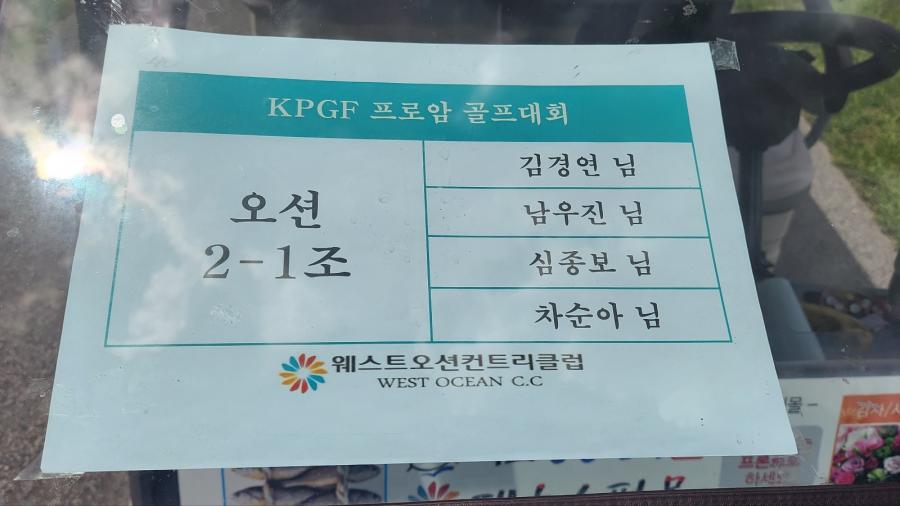 KPGF 프로암 골프대회
오션
2-1조
김경연 님
남우진 님
심종보 님
차순아 님
웨스트오션컨트리클럽
WEST OCEAN C.C